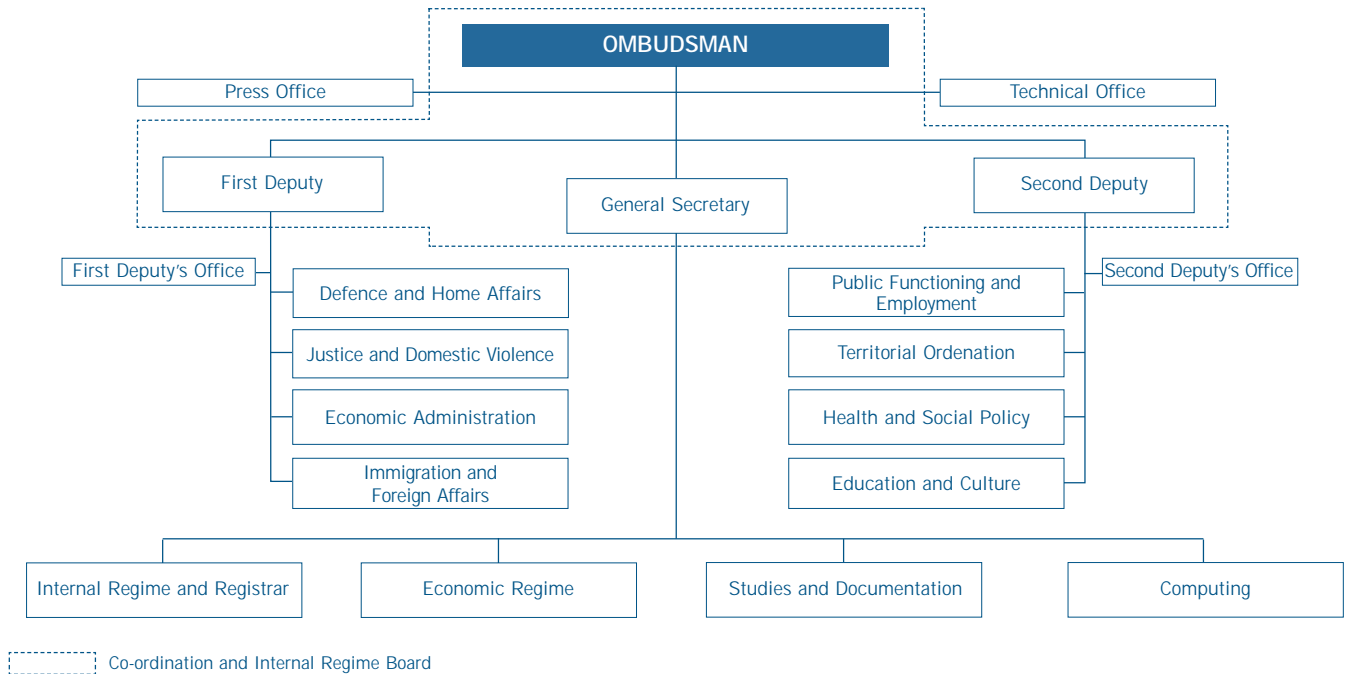 OMBUDSMAN
Press Office
Technical Office
First Deputy
General Secretary
Second Deputy
First Deputy's Office
Second Deputy's Office
Defence and Home Affairs
Public Functioning and
Employment
Justice and Domestic Violence
Territorial Ordenation
Economic Administration
Health and Social Policy
Immigration and
Foreign Affairs
Education and Culture
Internal Regime and Registrar
Economic Regime
Studies and Documentation
Computing
Co-ordination and Internal Regime Board